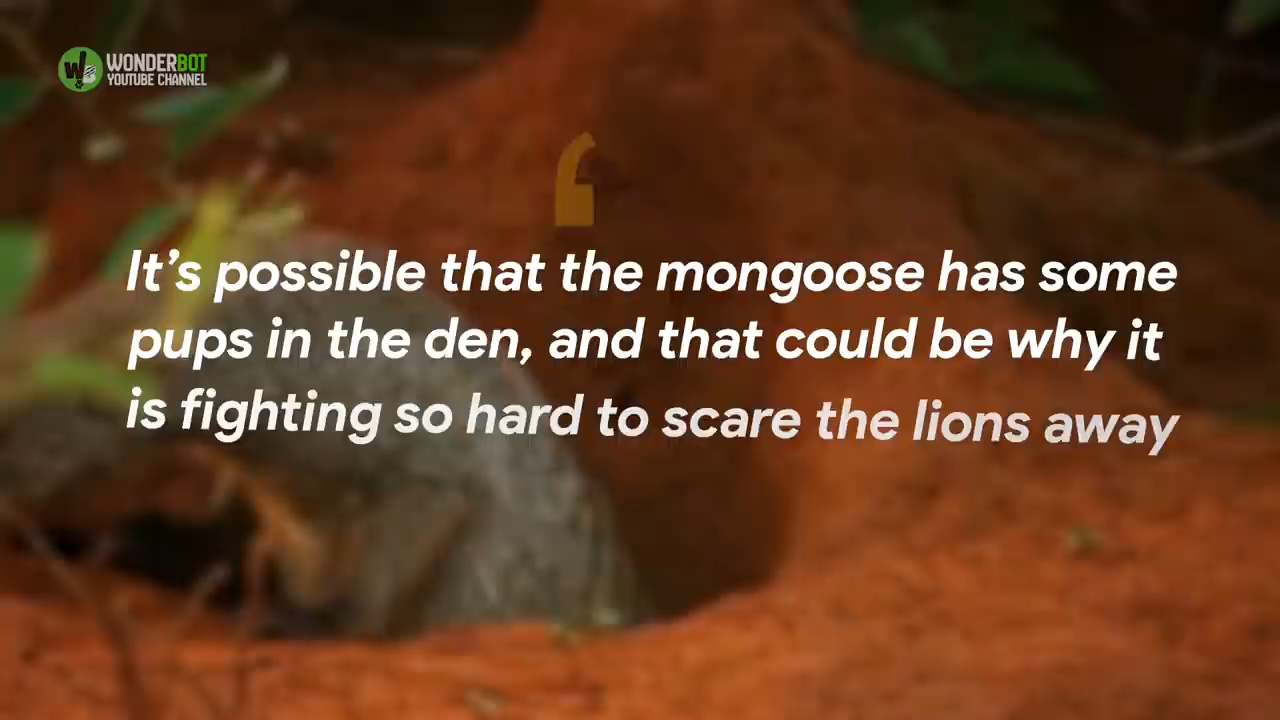 WONDERBOT
YOUTUBE CHANNEL
‘
It’s possible that the mongoose has some
pups in the den, and that could be why it
is fighting so hard to scare the lions away